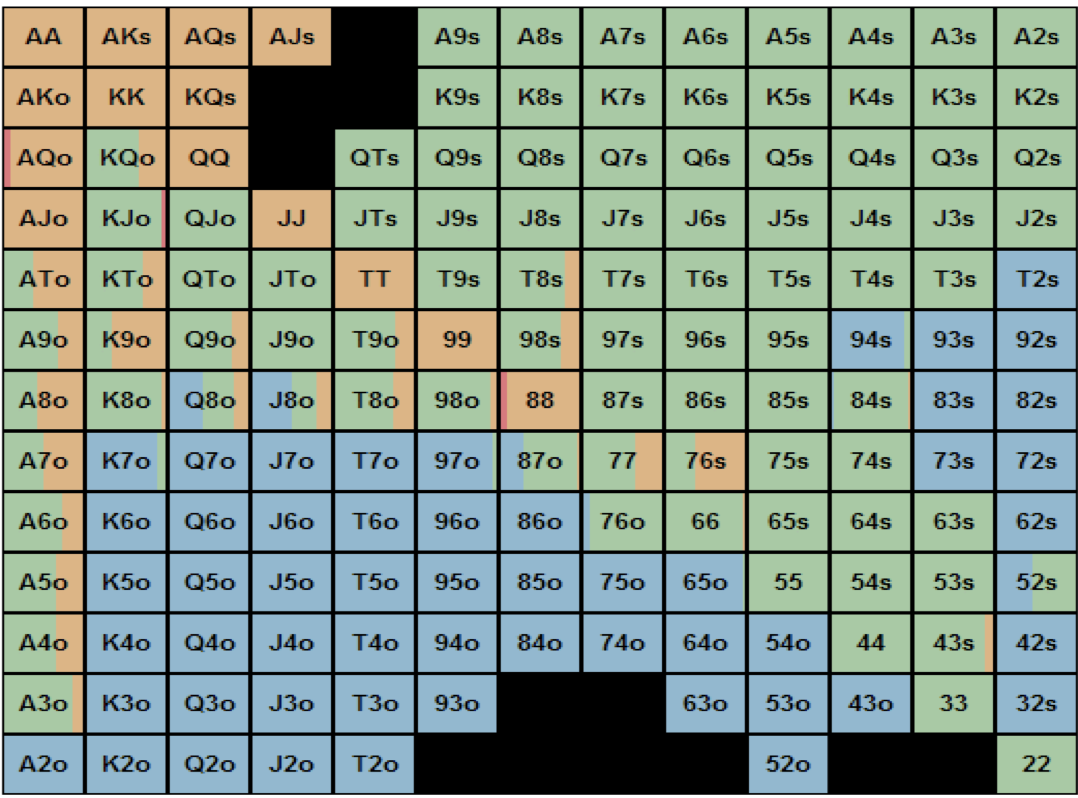 AA AKs AQs AJs A9s A8s A7s A6s A5s A4s A3s A2s
AKo KK KQs K9s K8s K7s K6s K5s K4s K3s K2s
AQo KQo QQ QTs Q9s Q8s Q7s Q6s Q5s Q4s Q3s Q2s
AJo KJo QJo JJ JTs J9s J8s J7s J6s J5s J4s J3s J2s
ATo KTo QTo JTo TT T9s T8s T7s T6s T5s T4s T3s T2s
A9o K9o Q9o J9o T9o 99 98s 97s 96s 95s 94s 93s 92s
A8o K8o Q8o J8o T8o 98o 88 87s 86s 85s 84s 83s 82s
A7o K7o Q7o J7o T7o 97o 87o 77 76s 75s 74s 73s 72s
A6o K6o Q6o J6o T6o 96o 86o 76o 66 65s 64s 63s 62s
A5o K5o Q5o J5o T5o 95o 85o 75o 65o 55 54s 53s 52s
A4o K4o Q4o J4o T4o 94o 84o 74o 64o 54o 44 43s 42s
A3o K3o Q3o J3o T3o 93o 63o 53o 43o 33 32s
A2o K2o Q2o J2o T2o 52o 22